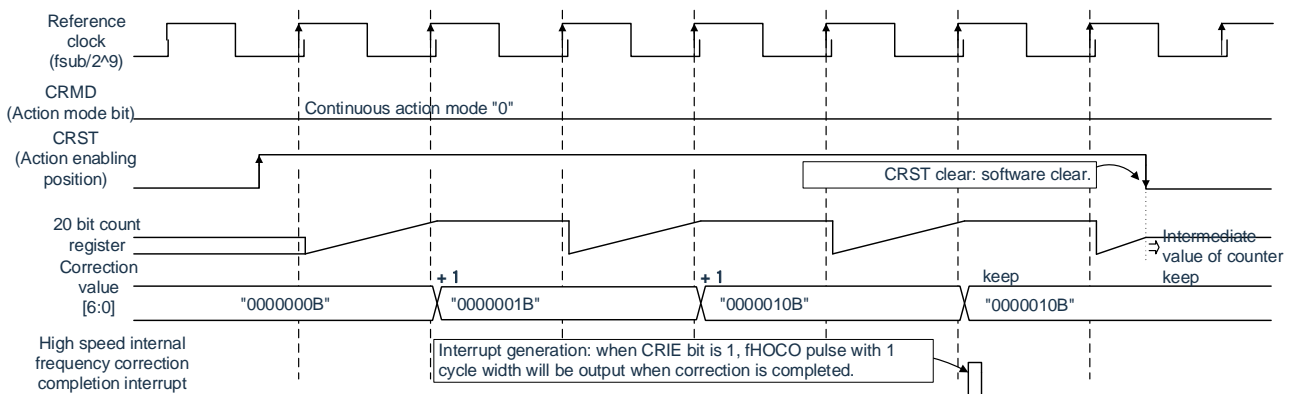 Reference
clock
(fsub/2^9)
CRMD
(Action mode bit)
Continuous action mode "0"
CRST
(Action enabling
position)
CRST clear: software clear.
20 bit count
register
Intermediate
value of counter
keep
Correction
value
[6:0]
+ 1
+ 1
keep
"0000000B"
"0000001B"
"0000010B"
"0000010B"
High speed internal
frequency correction
completion interrupt
Interrupt generation: when CRIE bit is 1, fHOCO pulse with 1
cycle width will be output when correction is completed.